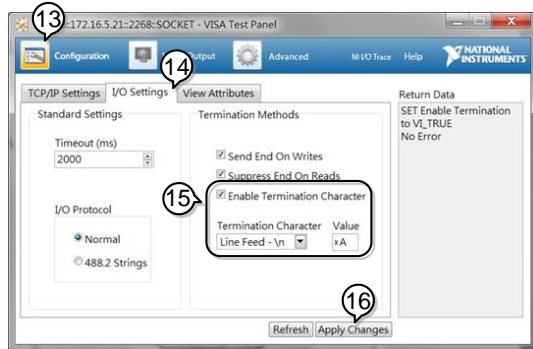 13
::172.16.5.21::2268::SOCKET - VISA Test Panel
Configuration
Output
Advanced
NI I/O Trace
Help
NATIONAL
INSTRUMENTS
14
TCP/IP Settings
I/O Settings
View Attributes
Return Data
Standard Settings
Termination Methods
SET Enable Termination
to VI_TRUE
No Error
Timeout (ms)
2000
Send End On Writes
Suppress End On Reads
15
Enable Termination Character
I/O Protocol
Termination Character
Value
Normal
Line Feed - \n
xA
488.2 Strings
16
Refresh
Apply Changes